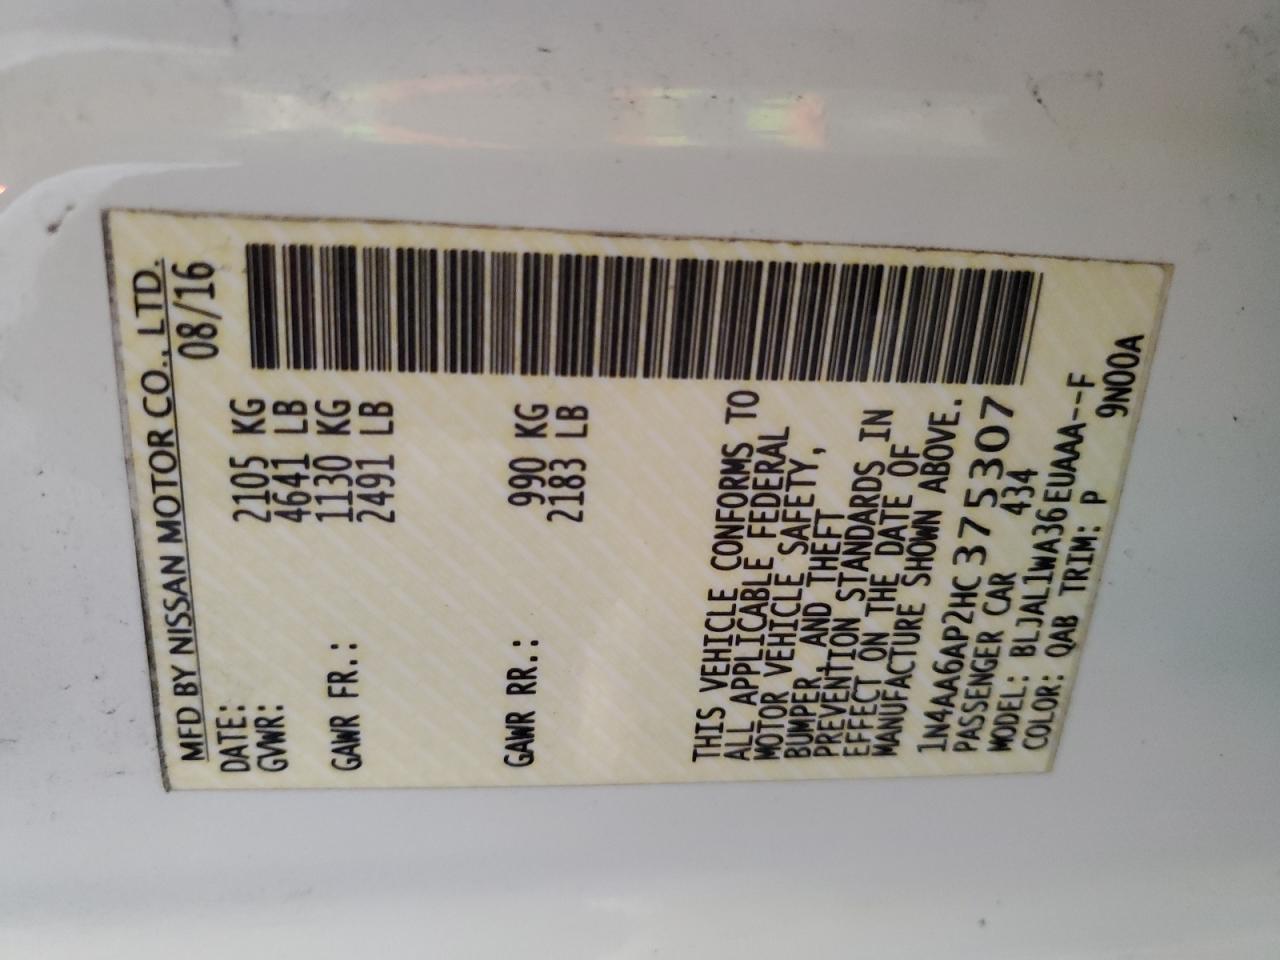 MFD BY NISSAN MOTOR CO., LTD.
DATE: 08/16
GVWR: 2105 KG
4641 LB
GAWR FR.: 1130 KG
2491 LB
GAWR RR.: 990 KG
2183 LB
THIS VEHICLE CONFORMS TO
ALL APPLICABLE FEDERAL
MOTOR VEHICLE SAFETY,
BUMPER, AND THEFT
PREVENTION STANDARDS IN
EFFECT ON THE DATE OF
MANUFACTURE SHOWN ABOVE.
1N4AA6AP2HC375307
PASSENGER CAR 434
MODEL: BLJAL1WA36EUAAA--F
COLOR: QAB TRIM: P 9N00A